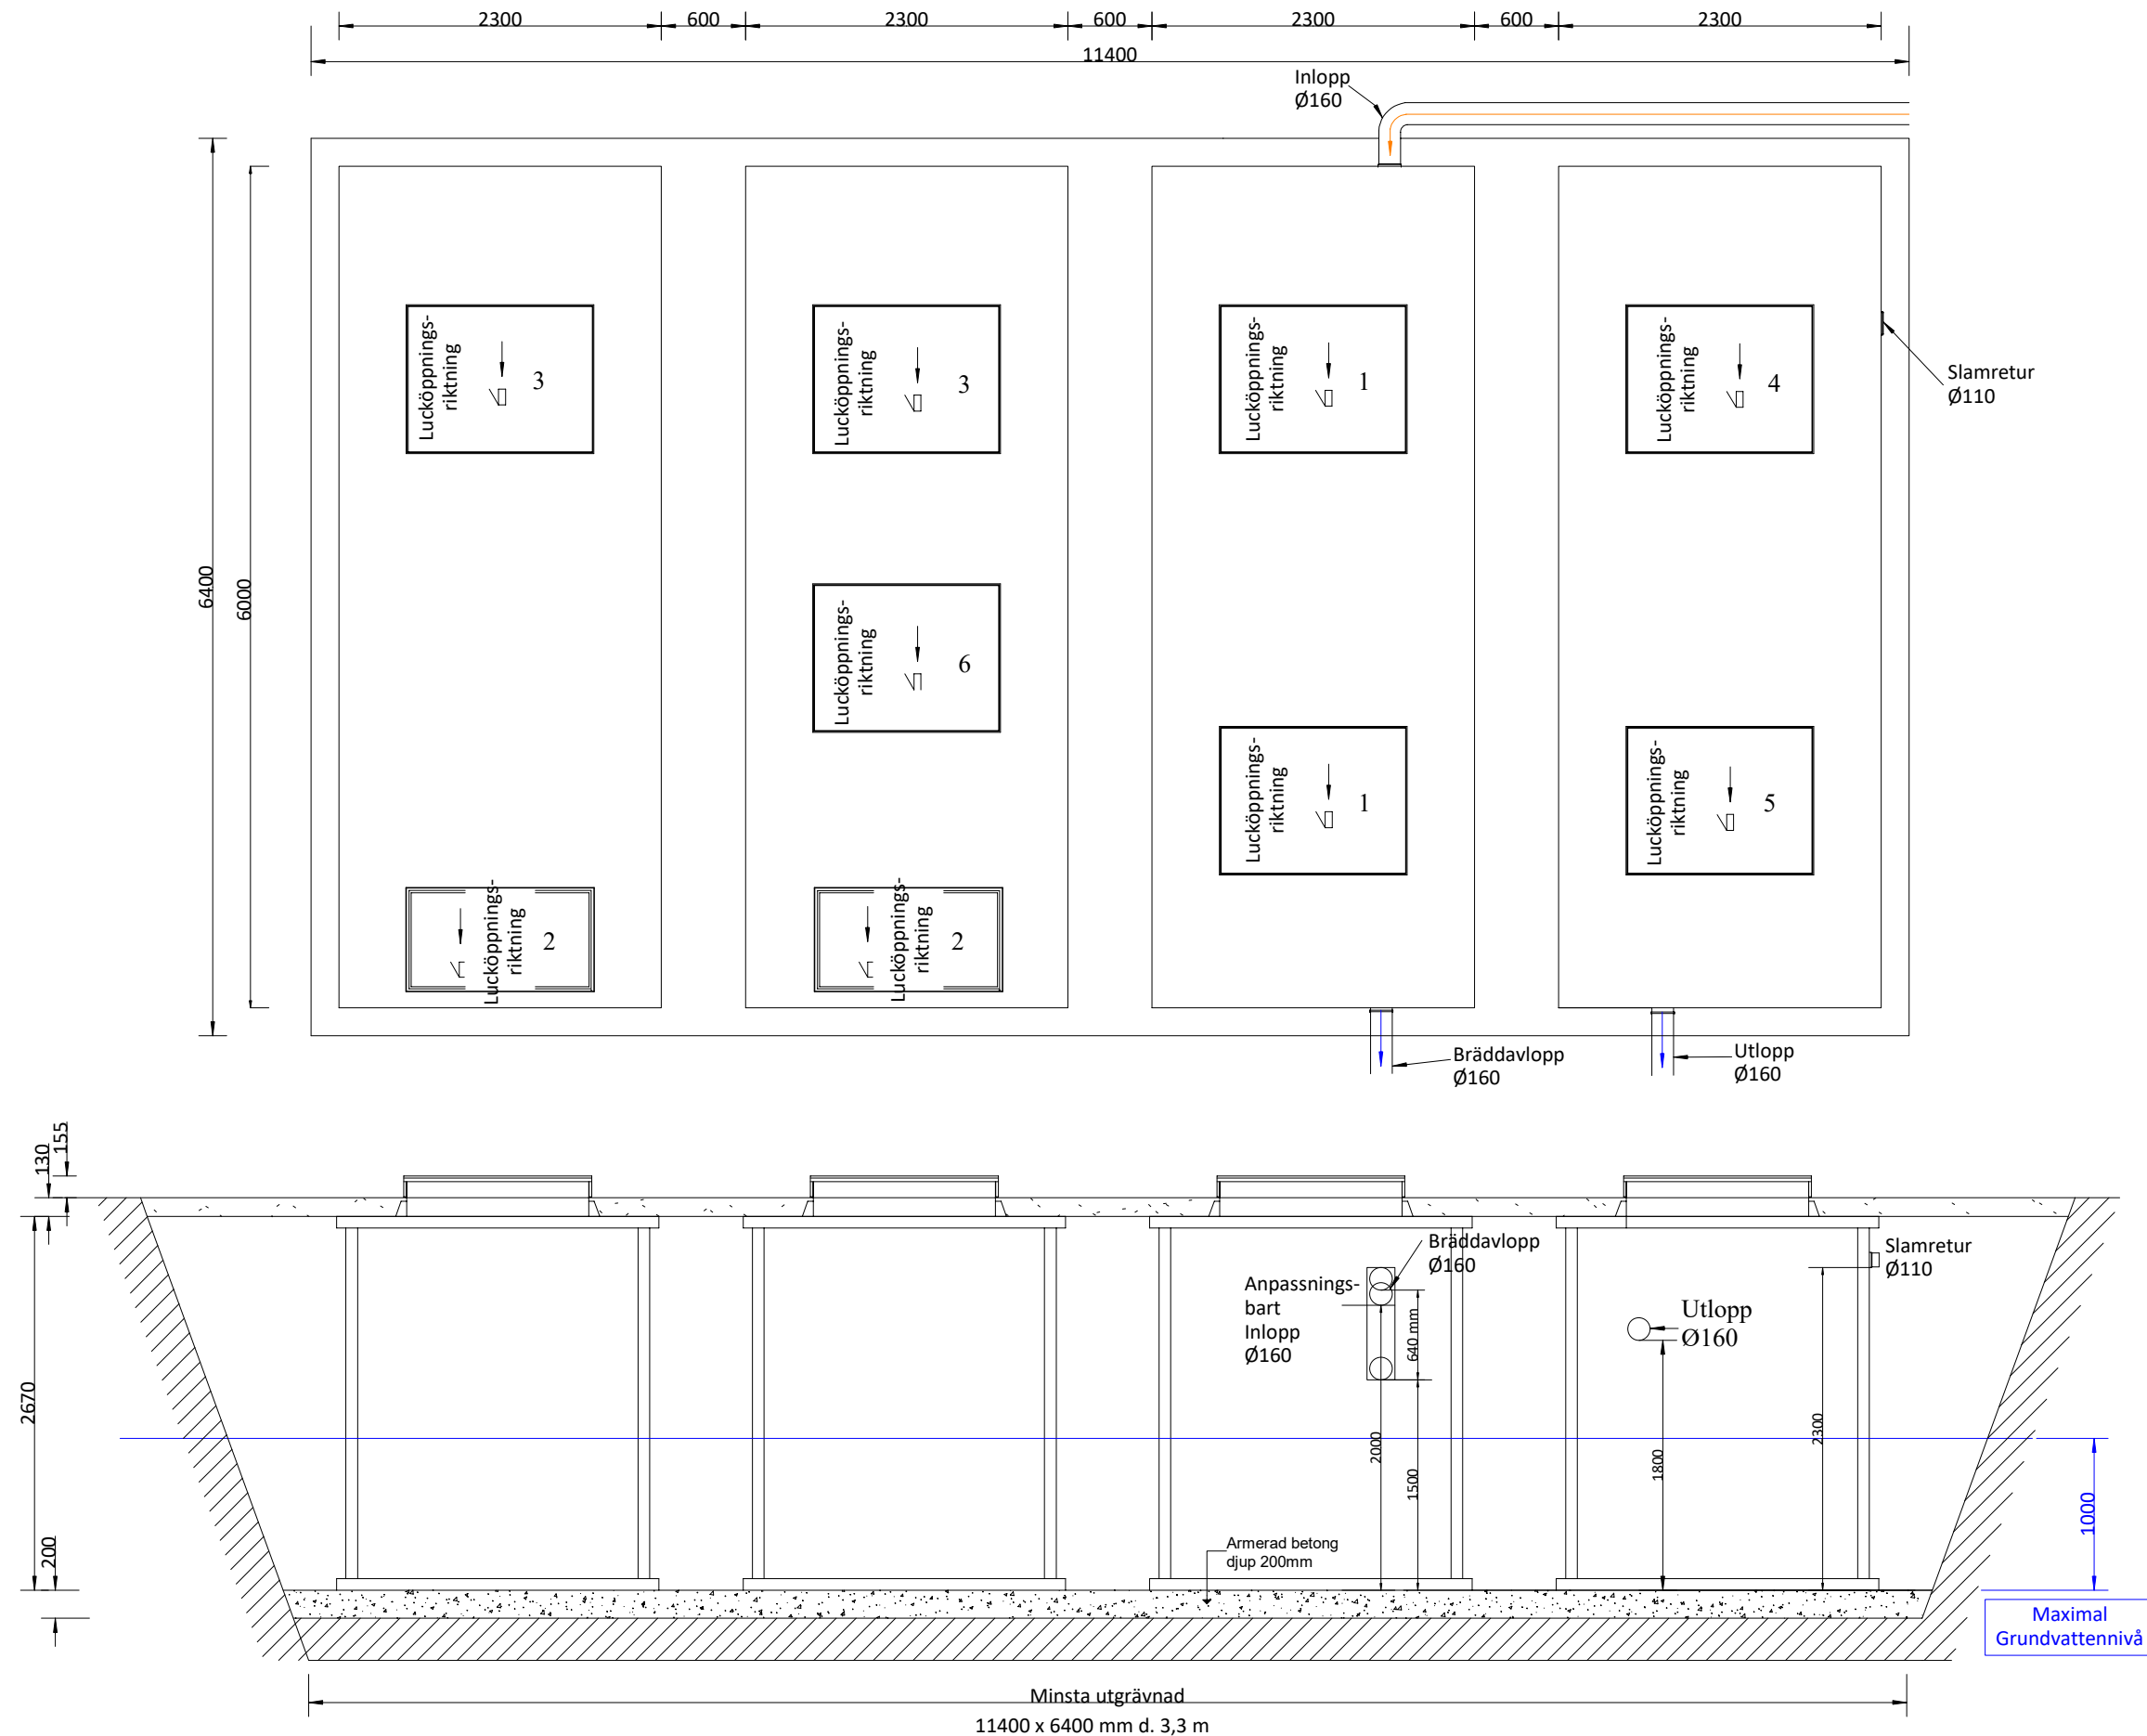 2300
600
2300
600
2300
600
2300
11400
Inlopp
Ø160
6400
6000
Lucköppnings-
riktning
3
Lucköppnings-
riktning
3
Lucköppnings-
riktning
1
Lucköppnings-
riktning
4
Slamretur
Ø110
Lucköppnings-
riktning
6
Lucköppnings-
riktning
1
Lucköppnings-
riktning
5
Lucköppnings-
riktning
2
Lucköppnings-
riktning
2
Bräddavlopp
Ø160
Utlopp
Ø160
155
130
2670
200
Bräddavlopp
Ø160
Anpassnings-
bart
Inlopp
Ø160
640 mm
2000
1500
Utlopp
Ø160
1800
2300
Slamretur
Ø110
1000
Armerad betong
djup 200mm
Maximal
Grundvattennivå
Minsta utgrävnad
11400 x 6400 mm d. 3,3 m